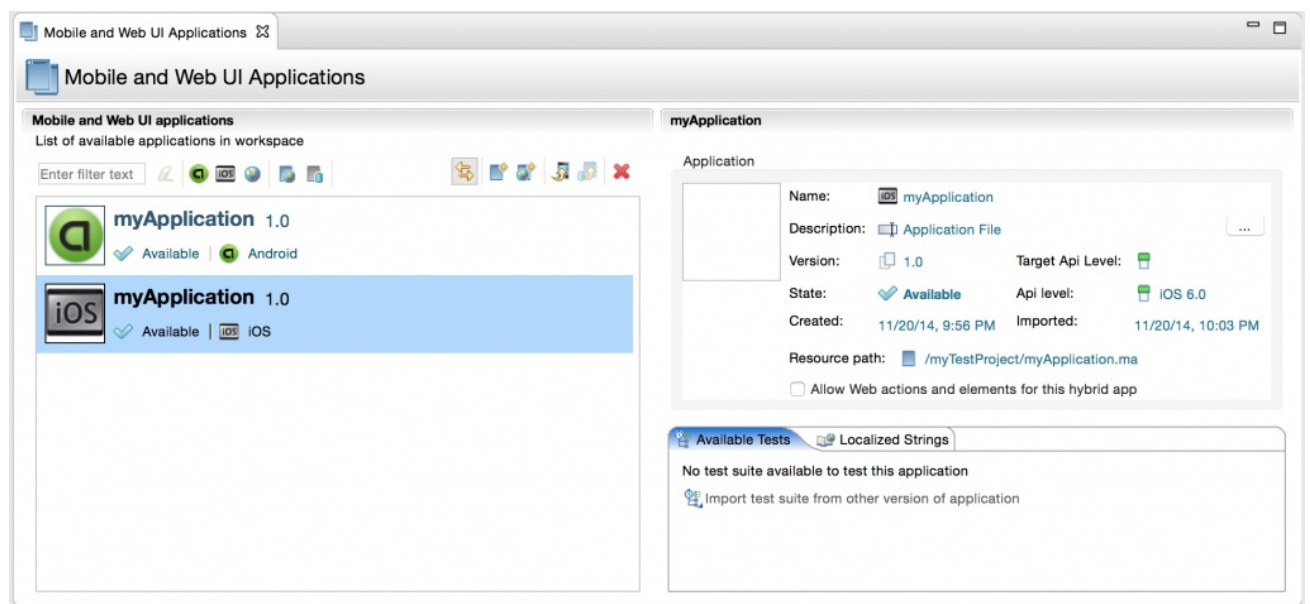 Mobile and Web UI Applications
Mobile and Web UI Applications
Mobile and Web UI applications
List of available applications in workspace
Enter filter text
iOS
myApplication 1.0
Available | Android
iOS
myApplication 1.0
Available | iOS iOS
myApplication
Application
Name: iOS myApplication
Description: Application File ...
Version: 1.0 Target Api Level:
State: Available Api level: iOS 6.0
Created: 11/20/14, 9:56 PM Imported: 11/20/14, 10:03 PM
Resource path: /myTestProject/myApplication.ma
Allow Web actions and elements for this hybrid app
Available Tests Localized Strings
No test suite available to test this application
Import test suite from other version of application